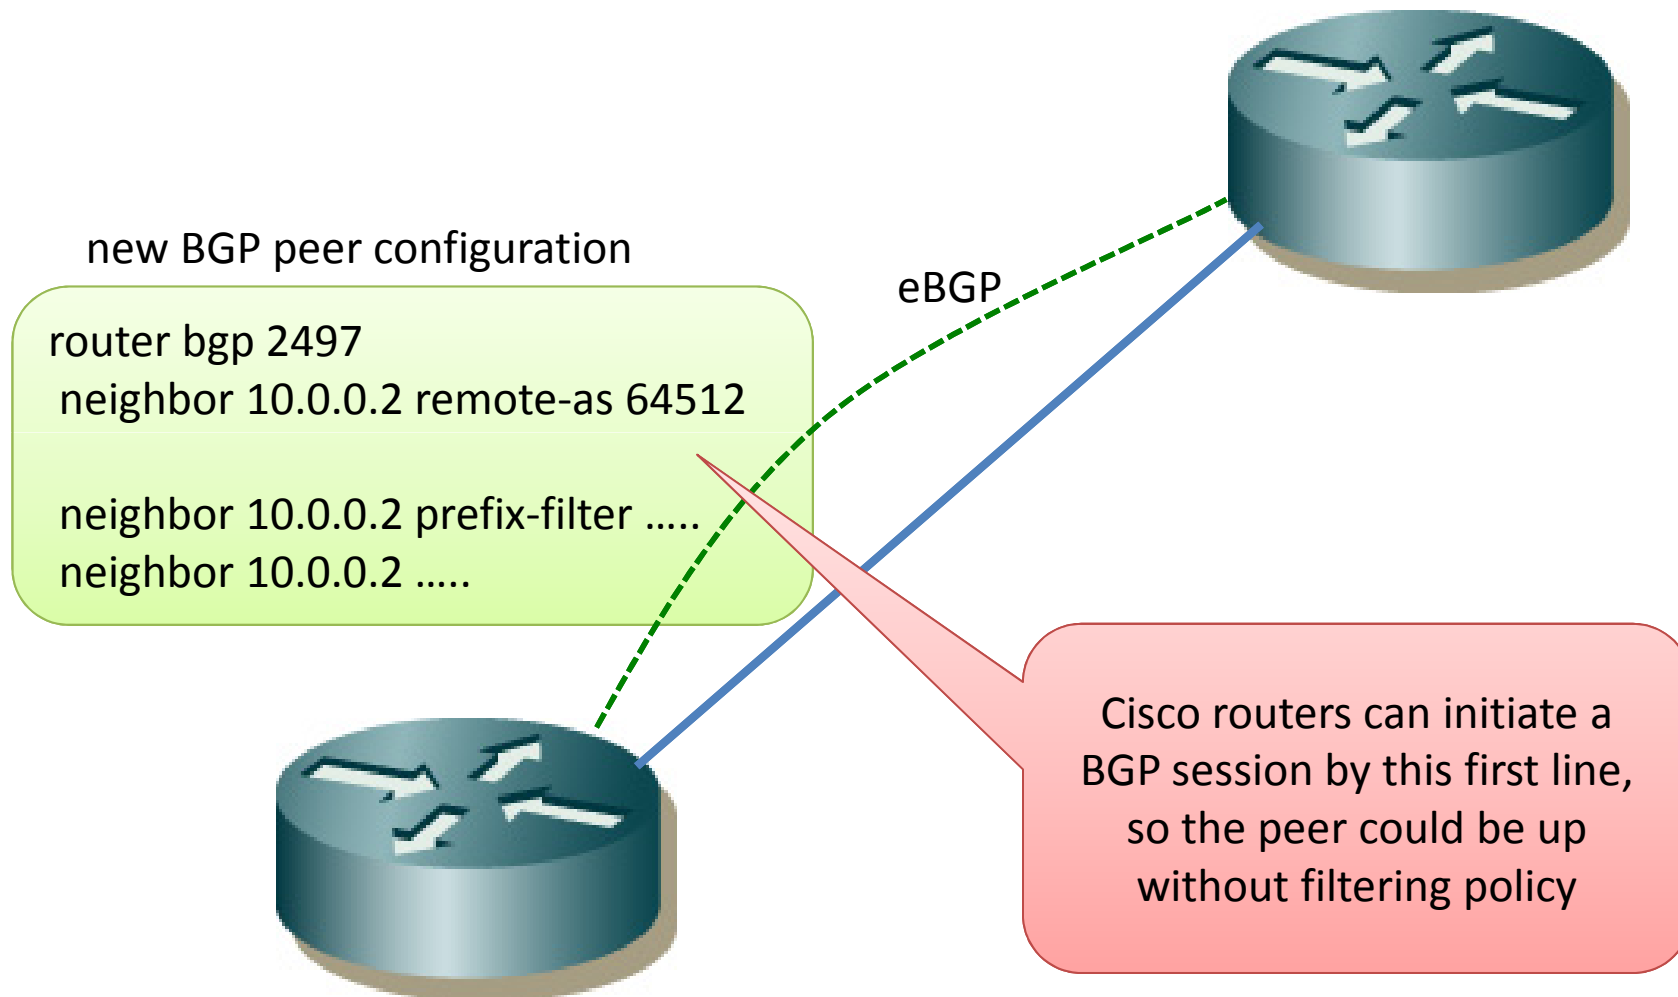 new BGP peer configuration
router bgp 2497
neighbor 10.0.0.2 remote-as 64512
neighbor 10.0.0.2 prefix-filter .....
neighbor 10.0.0.2 .....
eBGP
Cisco routers can initiate a
BGP session by this first line,
so the peer could be up
without filtering policy